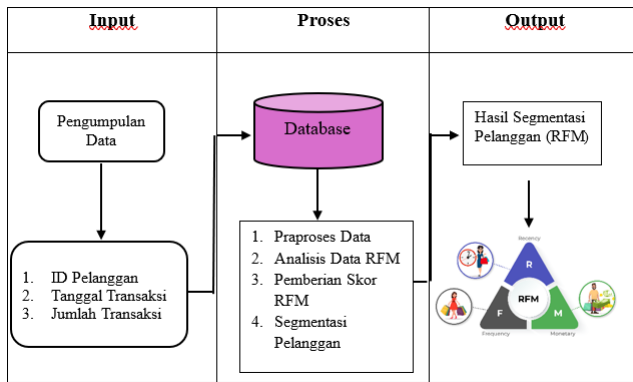 Input
Proses
Output
Pengumpulan
Data
1. ID Pelanggan
2. Tanggal Transaksi
3. Jumlah Transaksi
Database
1. Praproses Data
2. Analisis Data RFM
3. Pemberian Skor
RFM
4. Segmentasi
Pelanggan
Hasil Segmentasi
Pelanggan (RFM)
Recency
R
RFM
F
M
Frequency
Monetary